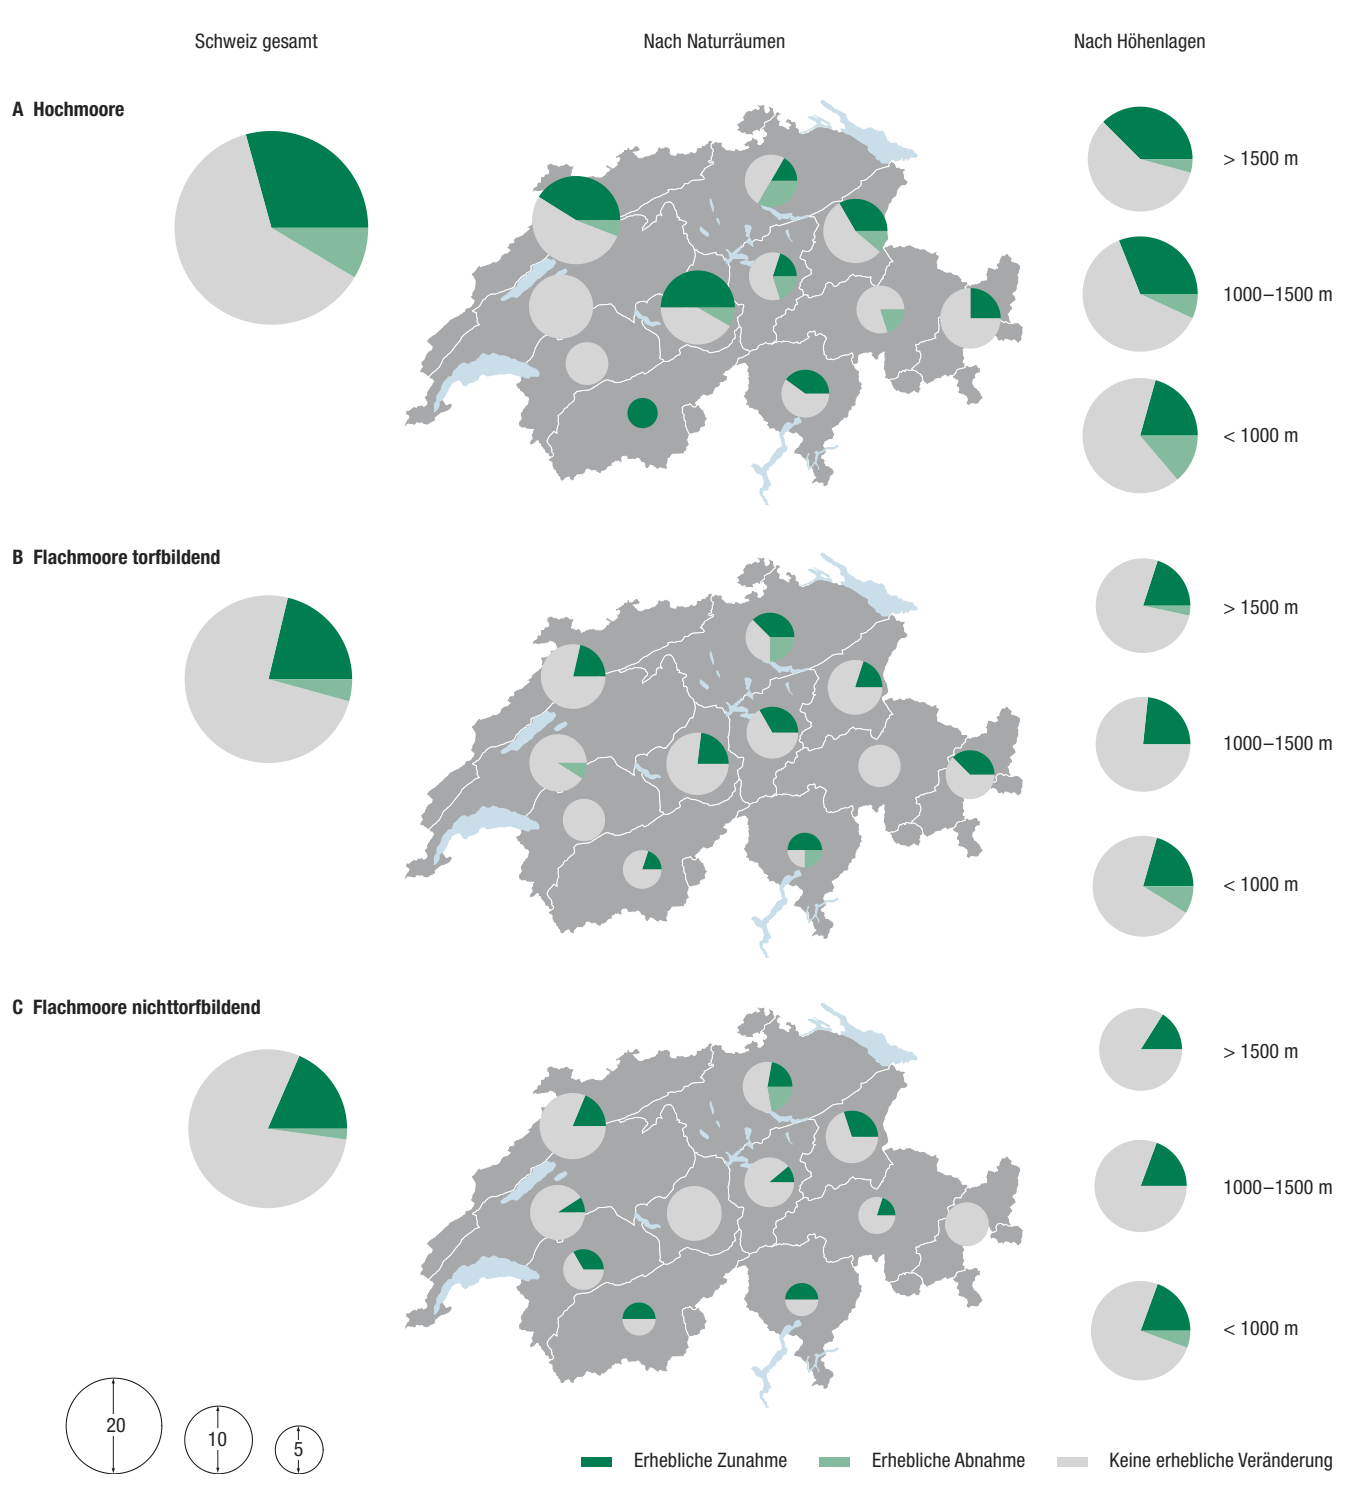 Schweiz gesamt
Nach Naturräumen
Nach Höhenlagen
A Hochmoore
> 1500 m
1000–1500 m
< 1000 m
B Flachmoore torfbildend
> 1500 m
1000–1500 m
< 1000 m
C Flachmoore nichttorfbildend
> 1500 m
1000–1500 m
< 1000 m
20
10
5
Erhebliche Zunahme
Erhebliche Abnahme
Keine erhebliche Veränderung